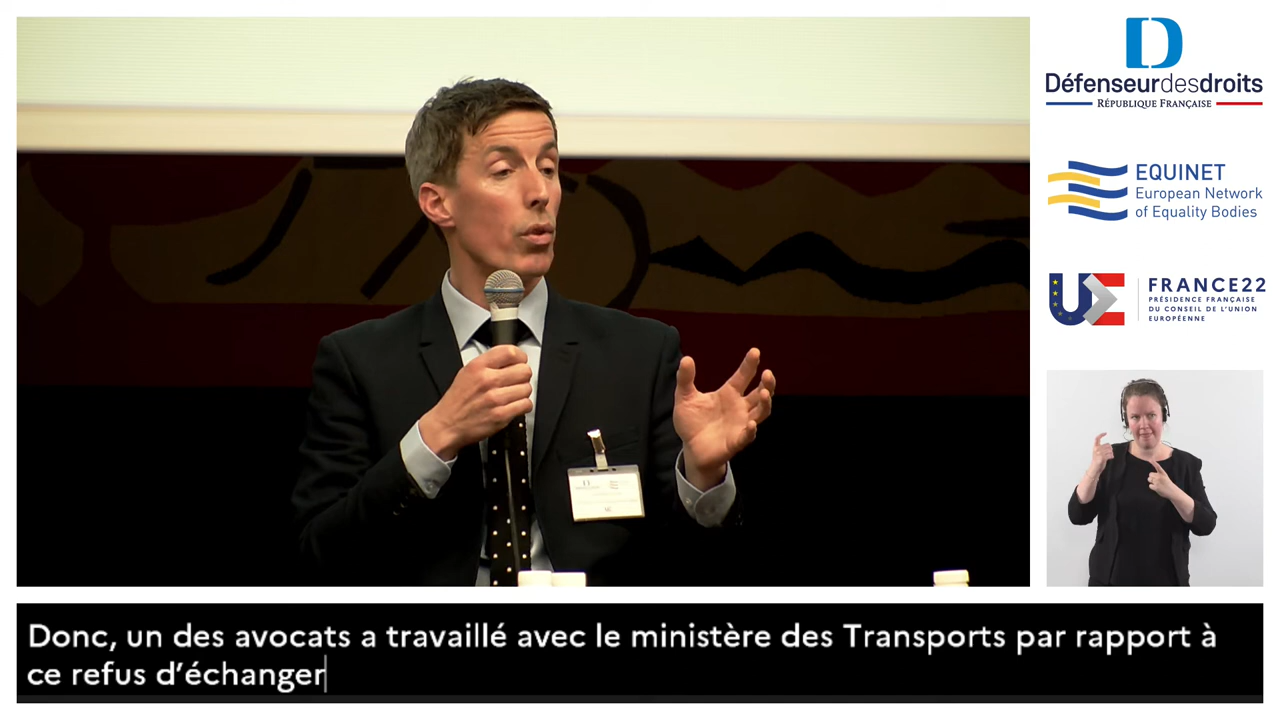 Défenseurdesdroits
RÉPUBLIQUE FRANÇAISE
EQUINET
European Network
of Equality Bodies
UE
FRANCE22
PRÉSIDENCE FRANÇAISE
DU CONSEIL DE L'UNION
EUROPÉENNE
Donc, un des avocats a travaillé avec le ministère des Transports par rapport à
ce refus d'échanger